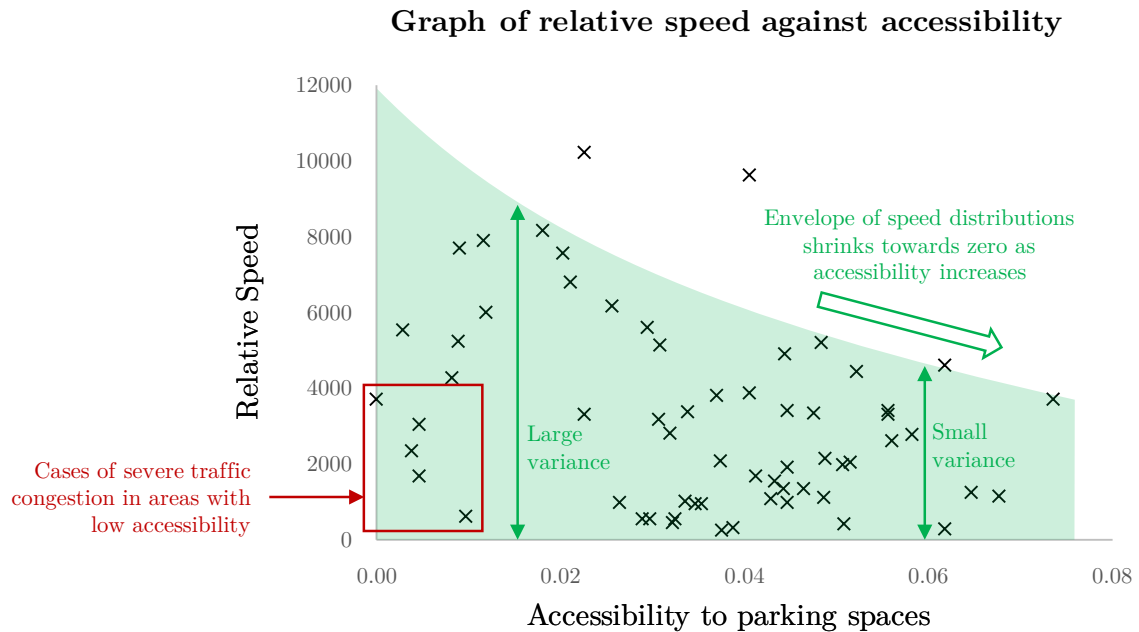 Graph of relative speed against accessibility
12000
10000
8000
6000
4000
2000
0
Relative Speed
0.00
0.02
0.04
0.06
0.08
Accessibility to parking spaces
Envelope of speed distributions
shrinks towards zero as
accessibility increases
Large
variance
Small
variance
Cases of severe traffic
congestion in areas with
low accessibility